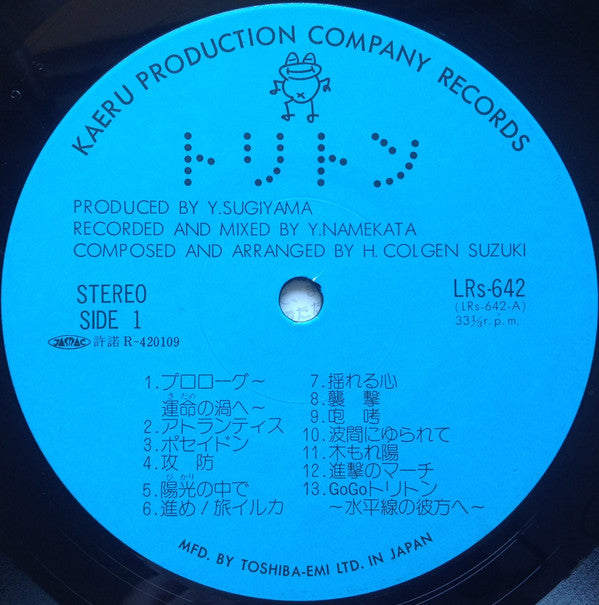 KAERU PRODUCTION COMPANY RECORDS
トリトン
PRODUCED BY Y.SUGIYAMA
RECORDED AND MIXED BY Y.NAMEKATA
COMPOSED AND ARRANGED BY H.COLGEN SUZUKI
STEREO
SIDE 1
LRs-642
(LRs-642-A)
33⅓r.p.m.
JASRAC 許諾 R-420109
1.プロローグ~
さだめ
運命の渦へ~
2.アトランティス
3.ポセイドン
4.攻防
ひかり
5.陽光の中で
6.進め!旅イルカ
7.揺れる心
8.襲撃
9.咆哮
10.波間にゆられて
11.木もれ陽
12.進撃のマーチ
13.GoGoトリトン
~水平線の彼方へ~
MFD. BY TOSHIBA-EMI LTD. IN JAPAN